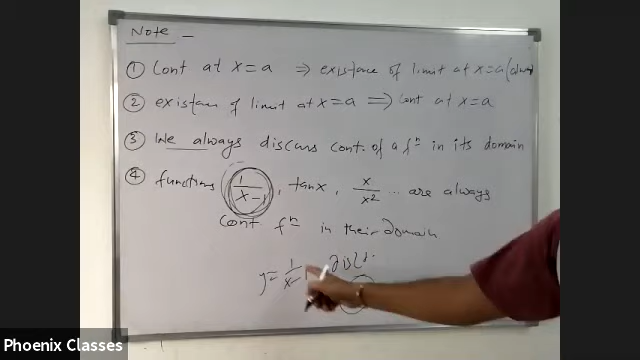 Note -
① Cont at x=a ⇒ existance of limit at x=a (alway
② existance of limit at x=a ⇒ cont at x=a
③ We always discuss cont. of a fⁿ in its domain
④ functions 1/(x-1), tanx, x/x² ... are always
cont. fⁿ in their domain
y = 1/(x-1)
Phoenix Classes